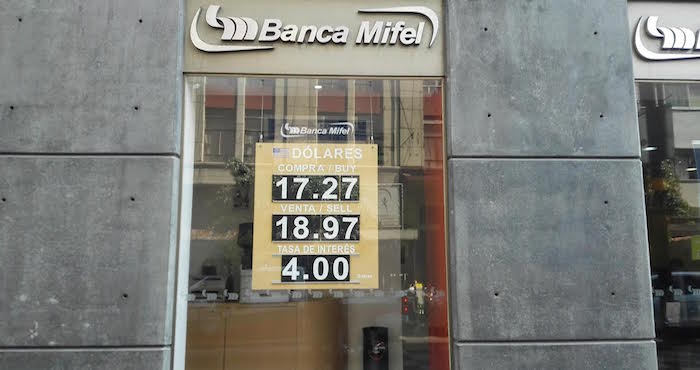 Banca Mifel
Banca Mifel
DÓLARES
COMPRA / BUY
17.27
VENTA / SELL
18.97
TASA DE INTERÉS
4.00